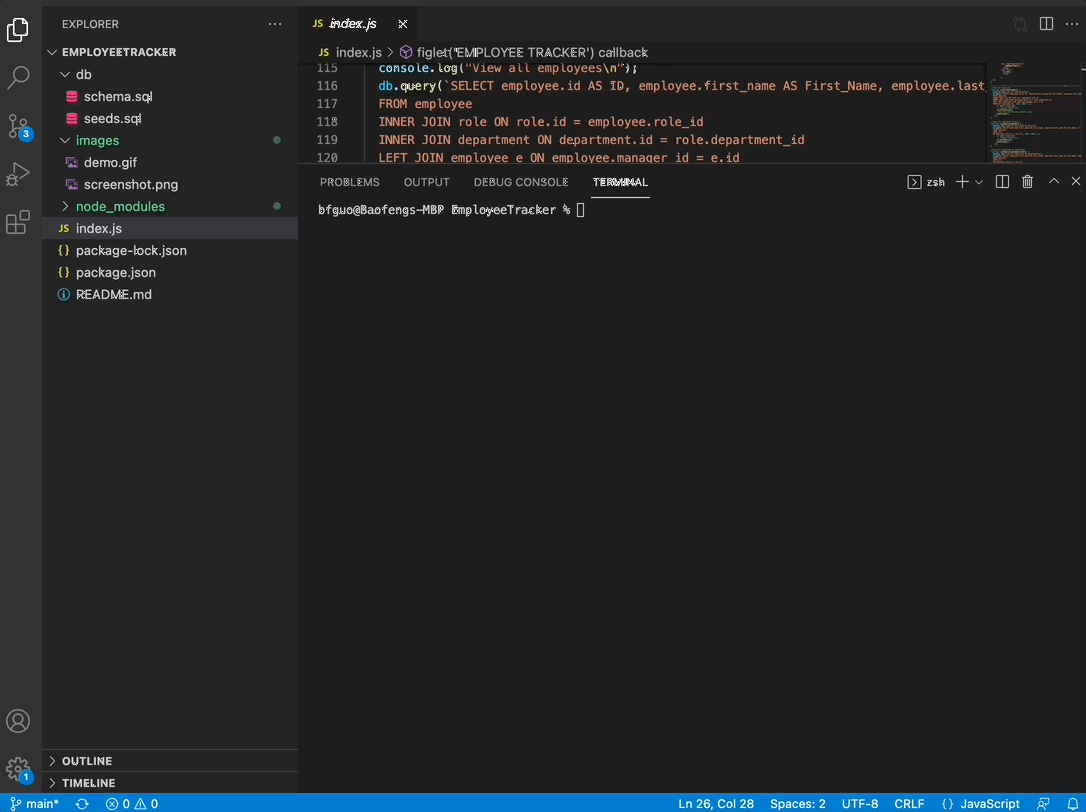 EXPLORER
EMPLOYEETRACKER
db
schema.sql
seeds.sql
images
demo.gif
screenshot.png
node_modules
JS index.js
{ } package-lock.json
{ } package.json
README.md
OUTLINE
TIMELINE
3
1
JS index.js
JS index.js > figlet("EMPLOYEE TRACKER') callback
115 console.log("View all employees\n");
116 db.query(`SELECT employee.id AS ID, employee.first_name AS First_Name, employee.last
117 FROM employee
118 INNER JOIN role ON role.id = employee.role_id
119 INNER JOIN department ON department.id = role.department_id
120 LEFT JOIN employee e ON employee.manager_id = e.id
PROBLEMS OUTPUT DEBUG CONSOLE TERMINAL zsh
bfguo@Baofengs-MBP EmployeeTracker %
main* 0 0 Ln 26, Col 28 Spaces: 2 UTF-8 CRLF { } JavaScript